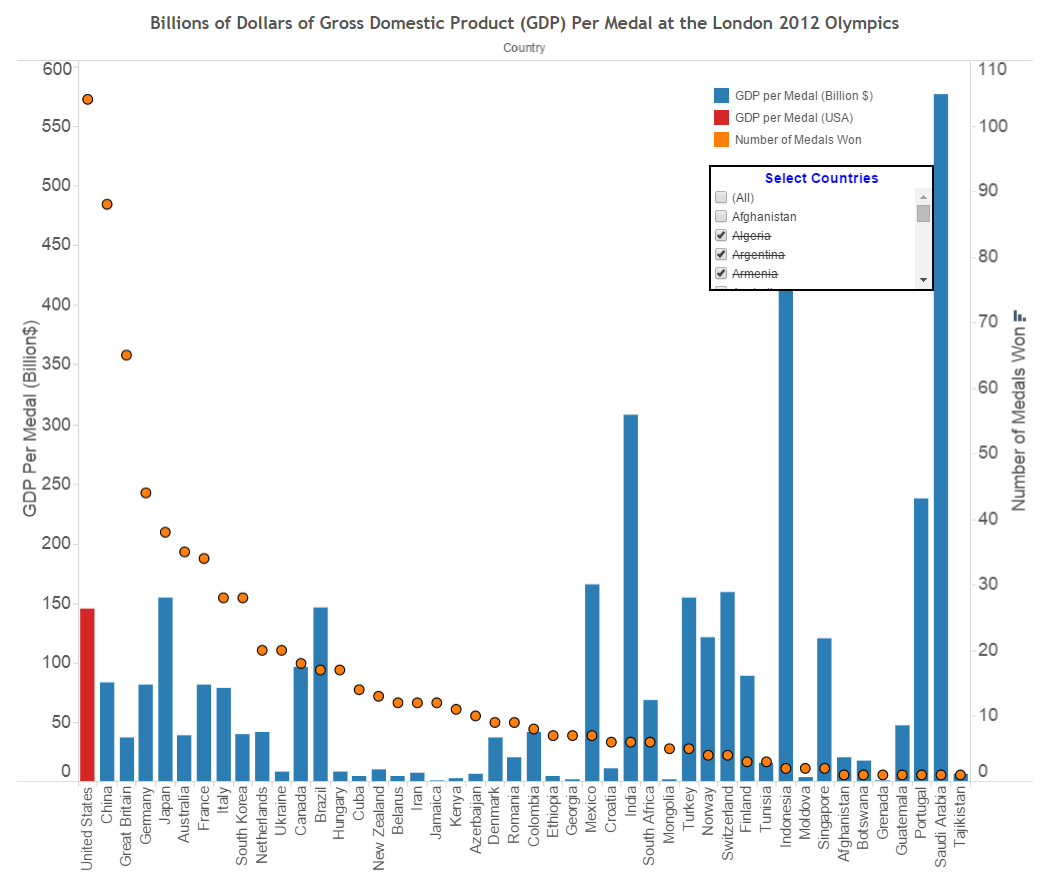 Billions of Dollars of Gross Domestic Product (GDP) Per Medal at the London 2012 Olympics
Country
600
550
500
450
400
350
300
250
200
150
100
50
0
GDP Per Medal (Billion$)
GDP per Medal (Billion $)
GDP per Medal (USA)
Number of Medals Won
Select Countries
(All)
Afghanistan
Algeria
Argentina
Armenia
110
100
90
80
70
60
50
40
30
20
10
0
Number of Medals Won
United States
China
Great Britain
Germany
Japan
Australia
France
Italy
South Korea
Netherlands
Ukraine
Canada
Brazil
Hungary
Cuba
New Zealand
Belarus
Iran
Jamaica
Kenya
Azerbaijan
Denmark
Romania
Colombia
Ethiopia
Georgia
Mexico
Croatia
India
South Africa
Mongolia
Turkey
Norway
Switzerland
Finland
Tunisia
Indonesia
Moldova
Singapore
Afghanistan
Botswana
Grenada
Guatemala
Portugal
Saudi Arabia
Tajikistan